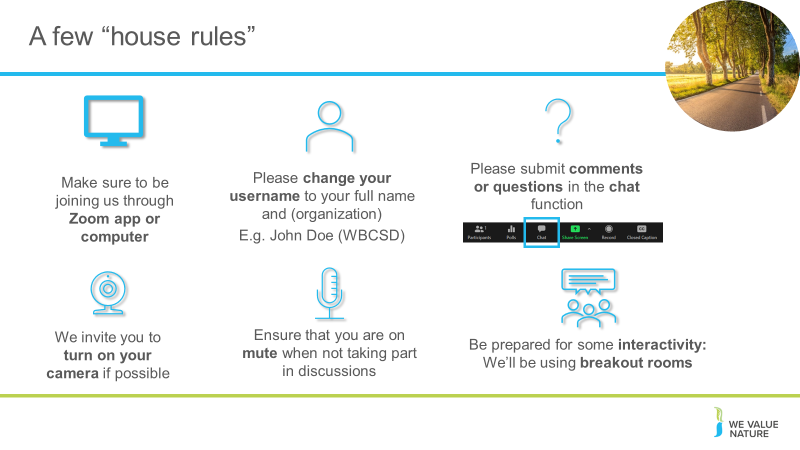 A few “house rules”
Make sure to be
joining us through
Zoom app or
computer
Please change your
username to your full name
and (organization)
E.g. John Doe (WBCSD)
Please submit comments
or questions in the chat
function
Participants Polls Chat Share Screen Record Closed Caption
We invite you to
turn on your
camera if possible
Ensure that you are on
mute when not taking part
in discussions
Be prepared for some interactivity:
We’ll be using breakout rooms
WE VALUE
NATURE